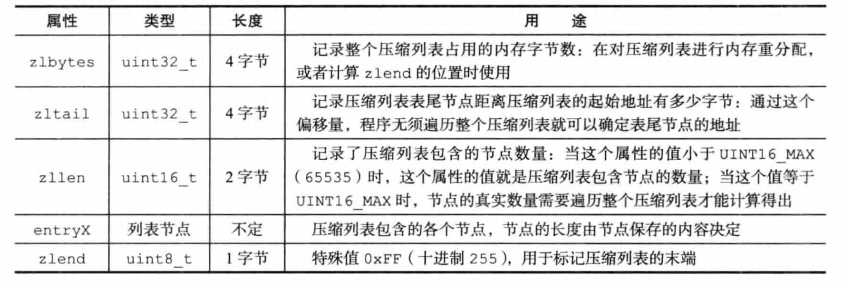 属性 类型 长度 用 途
zlbytes uint32_t 4 字节 记录整个压缩列表占用的内存字节数：在对压缩列表进行内存重分配，
或者计算 zlend 的位置时使用
zltail uint32_t 4 字节 记录压缩列表表尾节点距离压缩列表的起始地址有多少字节：通过这个
偏移量，程序无须遍历整个压缩列表就可以确定表尾节点的地址
记录了压缩列表包含的节点数量：当这个属性的值小于 UINT16_MAX
zllen uint16_t 2 字节 （65535）时，这个属性的值就是压缩列表包含节点的数量；当这个值等于
UINT16_MAX 时，节点的真实数量需要遍历整个压缩列表才能计算得出
entryX 列表节点 不定 压缩列表包含的各个节点，节点的长度由节点保存的内容决定
zlend uint8_t 1 字节 特殊值 0xFF（十进制 255），用于标记压缩列表的末端